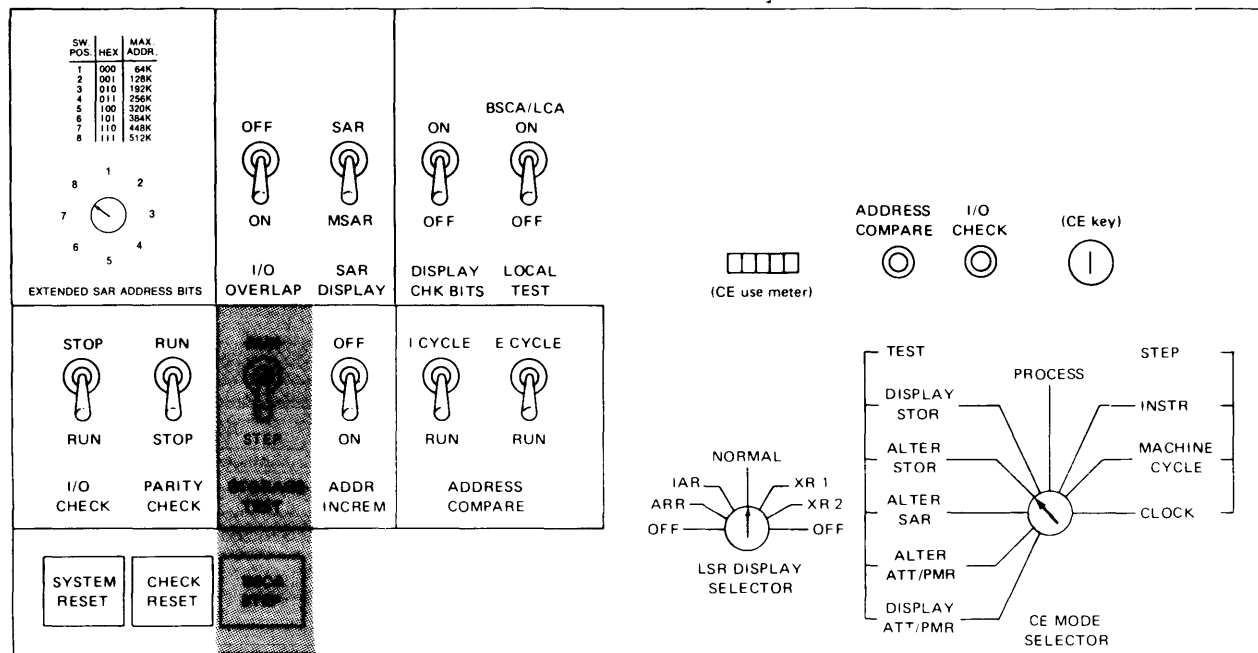 SW. POS. HEX MAX. ADDR.
1 000 64K
2 001 128K
3 010 192K
4 011 256K
5 100 320K
6 101 384K
7 110 448K
8 111 512K
1
2
3
4
5
6
7
8
EXTENDED SAR ADDRESS BITS
OFF
ON
I/O
OVERLAP
SAR
MSAR
SAR
DISPLAY
ON
OFF
DISPLAY
CHK BITS
BSCA/LCA
ON
OFF
LOCAL
TEST
(CE use meter)
ADDRESS
COMPARE
I/O
CHECK
(CE key)
STOP
RUN
I/O
CHECK
RUN
STOP
PARITY
CHECK
STEP
STORAGE
TEST
OFF
ON
ADDR
INCREM
I CYCLE
RUN
E CYCLE
RUN
ADDRESS
COMPARE
SYSTEM
RESET
CHECK
RESET
BSCA
STEP
NORMAL
IAR
ARR
OFF
XR 1
XR 2
OFF
LSR DISPLAY
SELECTOR
TEST
DISPLAY
STOR
ALTER
STOR
ALTER
SAR
ALTER
ATT/PMR
DISPLAY
ATT/PMR
PROCESS
STEP
INSTR
MACHINE
CYCLE
CLOCK
CE MODE
SELECTOR